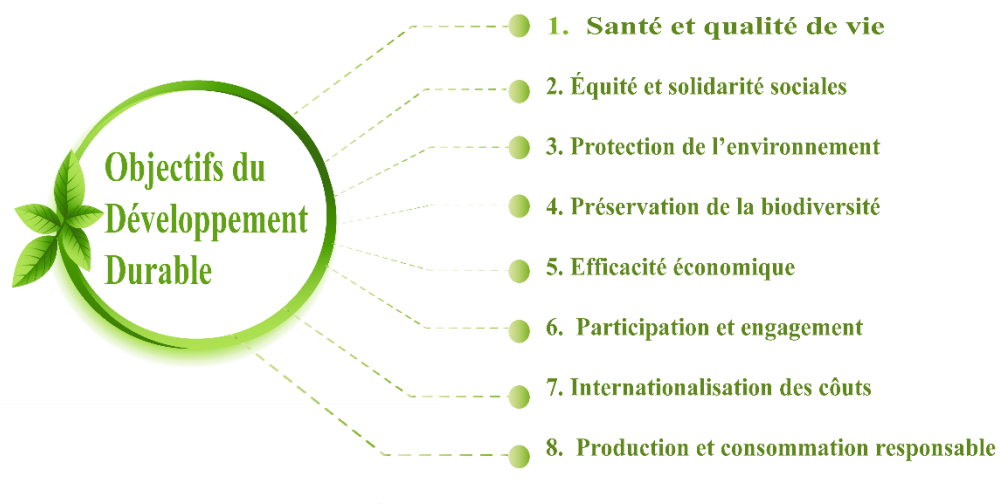 Objectifs du
Développement
Durable
1. Santé et qualité de vie
2. Équité et solidarité sociales
3. Protection de l'environnement
4. Préservation de la biodiversité
5. Efficacité économique
6. Participation et engagement
7. Internationalisation des côuts
8. Production et consommation responsable